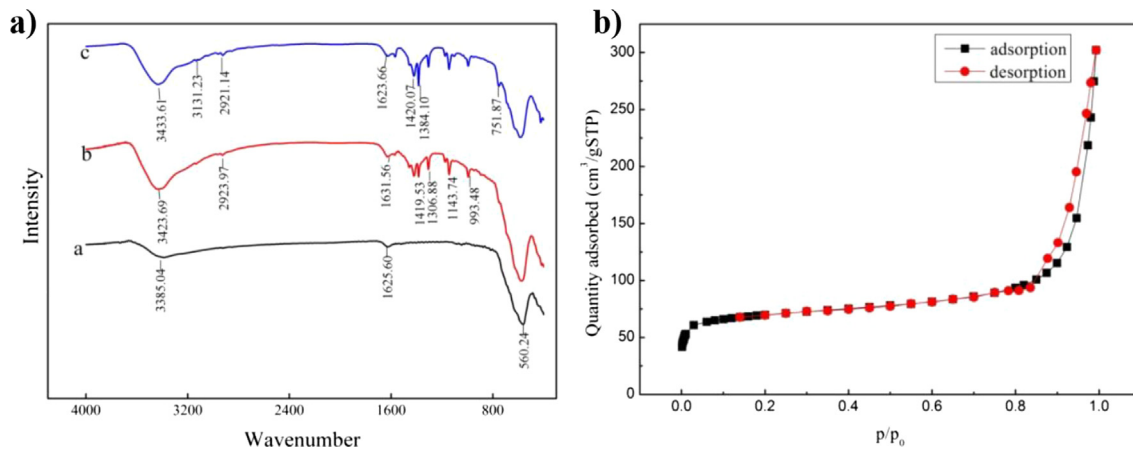 a)
c
3433.61
3131.23
2921.14
1623.66
1420.07
1384.10
751.87
b
3423.69
2923.97
1631.56
1419.53
1306.88
1143.74
993.48
a
3385.04
1625.60
560.24
Intensity
4000 3200 2400 1600 800
Wavenumber
b)
adsorption
desorption
Quantity adsorbed (cm³/gSTP)
300
250
200
150
100
50
0
0.0 0.2 0.4 0.6 0.8 1.0
p/p₀